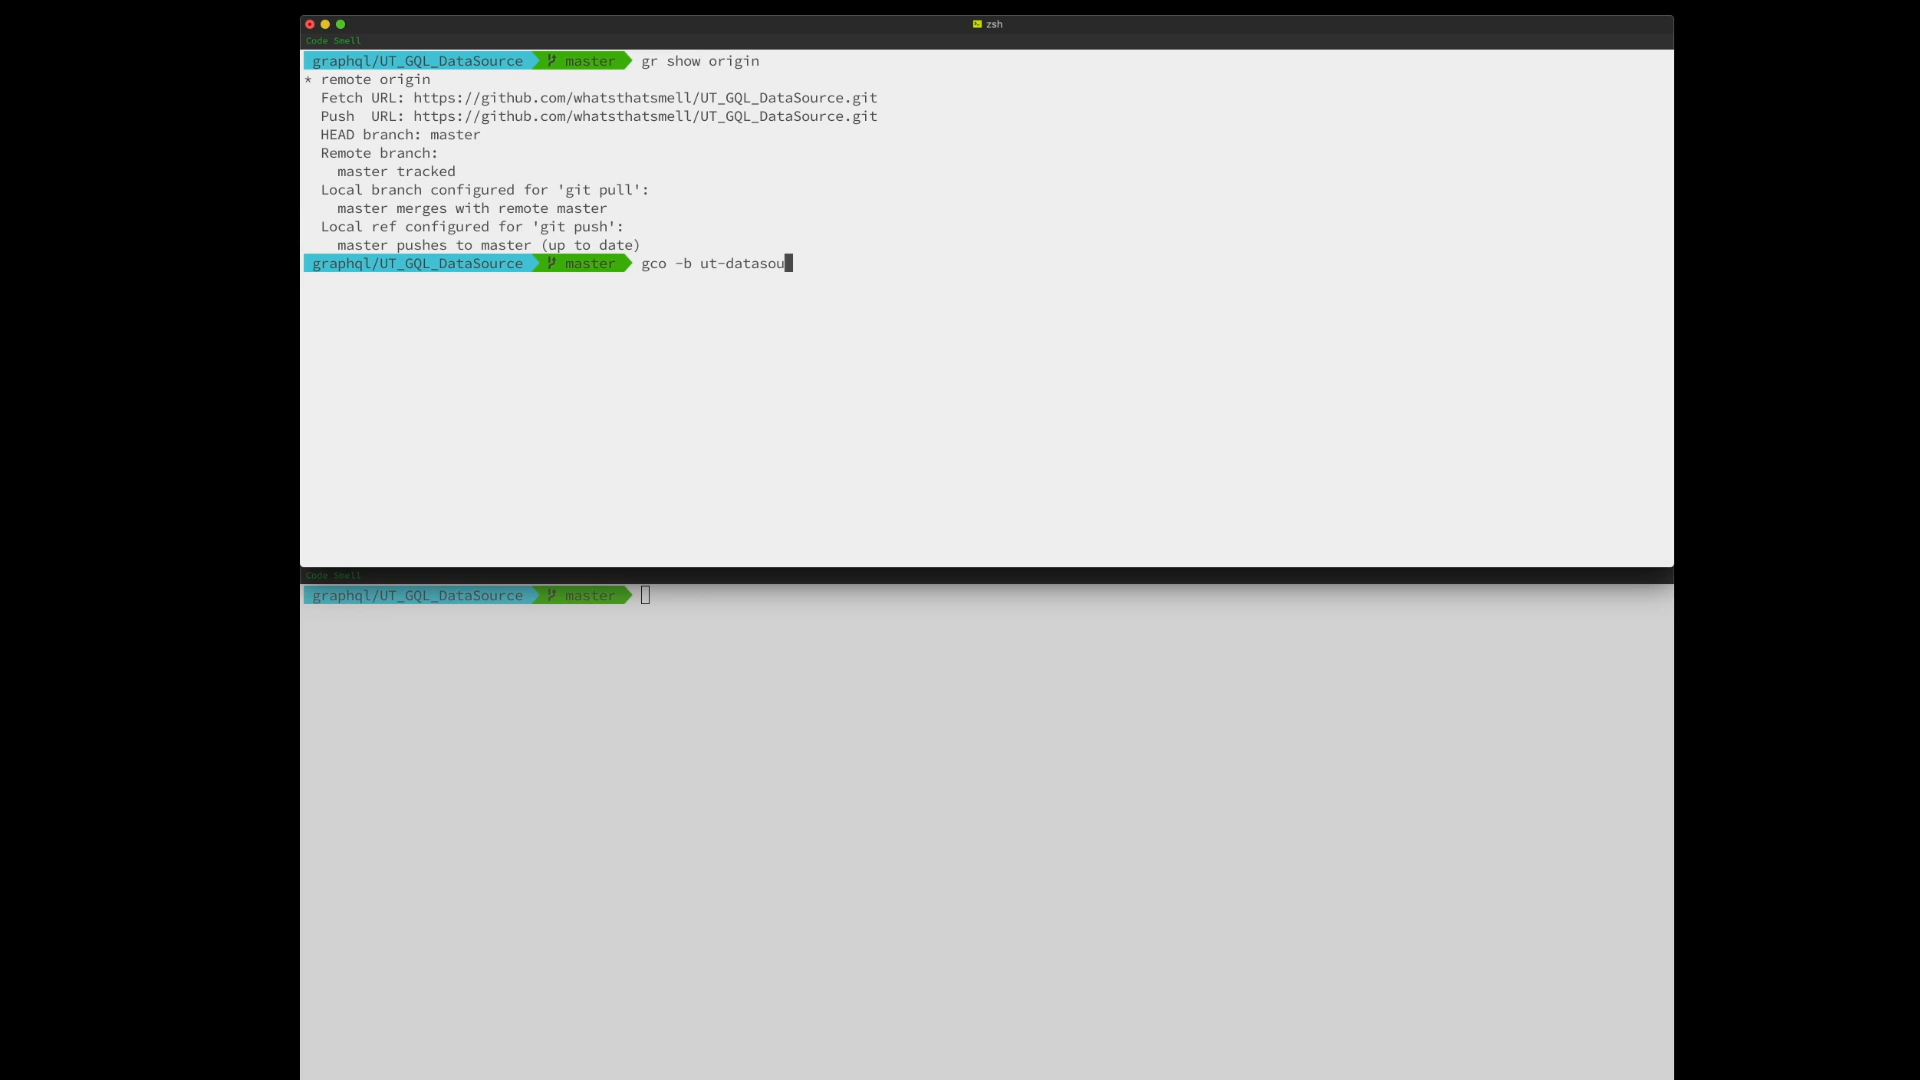 zsh
Code Smell
graphql/UT_GQL_DataSource master gr show origin
* remote origin
Fetch URL: https://github.com/whatsthatsmell/UT_GQL_DataSource.git
Push  URL: https://github.com/whatsthatsmell/UT_GQL_DataSource.git
HEAD branch: master
Remote branch:
master tracked
Local branch configured for 'git pull':
master merges with remote master
Local ref configured for 'git push':
master pushes to master (up to date)
graphql/UT_GQL_DataSource master gco -b ut-datasou
Code Smell
graphql/UT_GQL_DataSource master